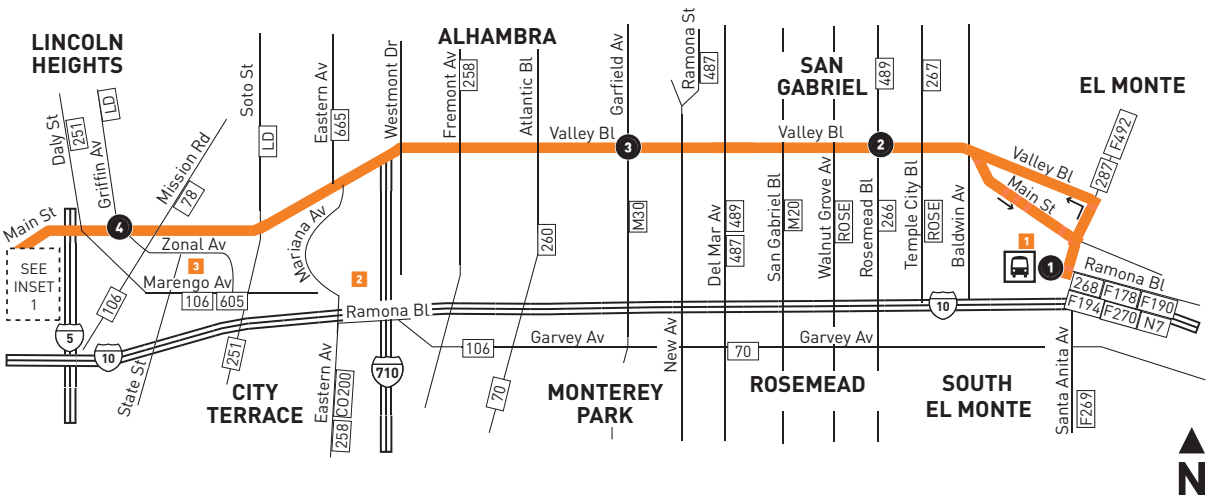 LINCOLN
HEIGHTS
ALHAMBRA
SAN
GABRIEL
EL MONTE
Daly St
251
Griffin Av
LD
Mission Rd
78
Soto St
LD
Eastern Av
665
Westmont Dr
Fremont Av
258
Atlantic Bl
Garfield Av
Ramona St
487
489
267
287
F492
Valley Bl
3
Valley Bl
2
Valley Bl
Main St
Main St
4
Zonal Av
3
Marengo Av
106
605
Mariana Av
2
SEE
INSET
1
106
5
10
State St
251
Ramona Bl
Eastern Av
258
CO200
710
260
70
M30
106
Garvey Av
New Av
Del Mar Av
487
489
San Gabriel Bl
M20
Walnut Grove Av
ROSE
Rosemead Bl
266
Temple City Bl
ROSE
Baldwin Av
10
70
Garvey Av
1
1
Ramona Bl
268
F178
F190
F194
F270
N7
Santa Anita Av
F269
CITY
TERRACE
MONTEREY
PARK
ROSEMEAD
SOUTH
EL MONTE
N